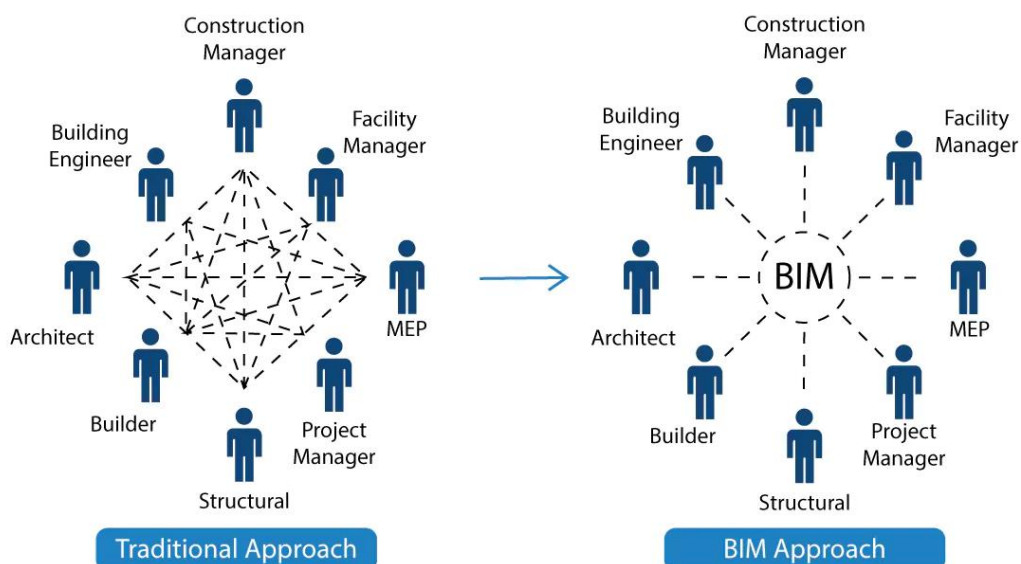 Construction
Manager
Building
Engineer
Facility
Manager
Architect
MEP
Builder
Project
Manager
Structural
Traditional Approach
Construction
Manager
Building
Engineer
Facility
Manager
BIM
Architect
MEP
Builder
Project
Manager
Structural
BIM Approach